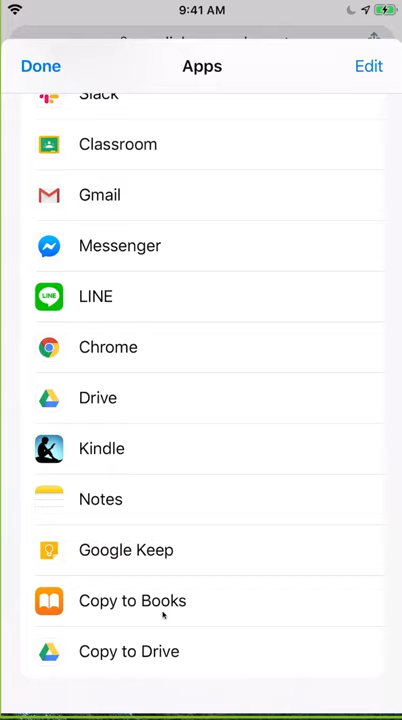 9:41 AM
Done
Apps
Edit
Slack
Classroom
Gmail
Messenger
LINE
LINE
Chrome
Drive
Kindle
Notes
Google Keep
Copy to Books
Copy to Drive